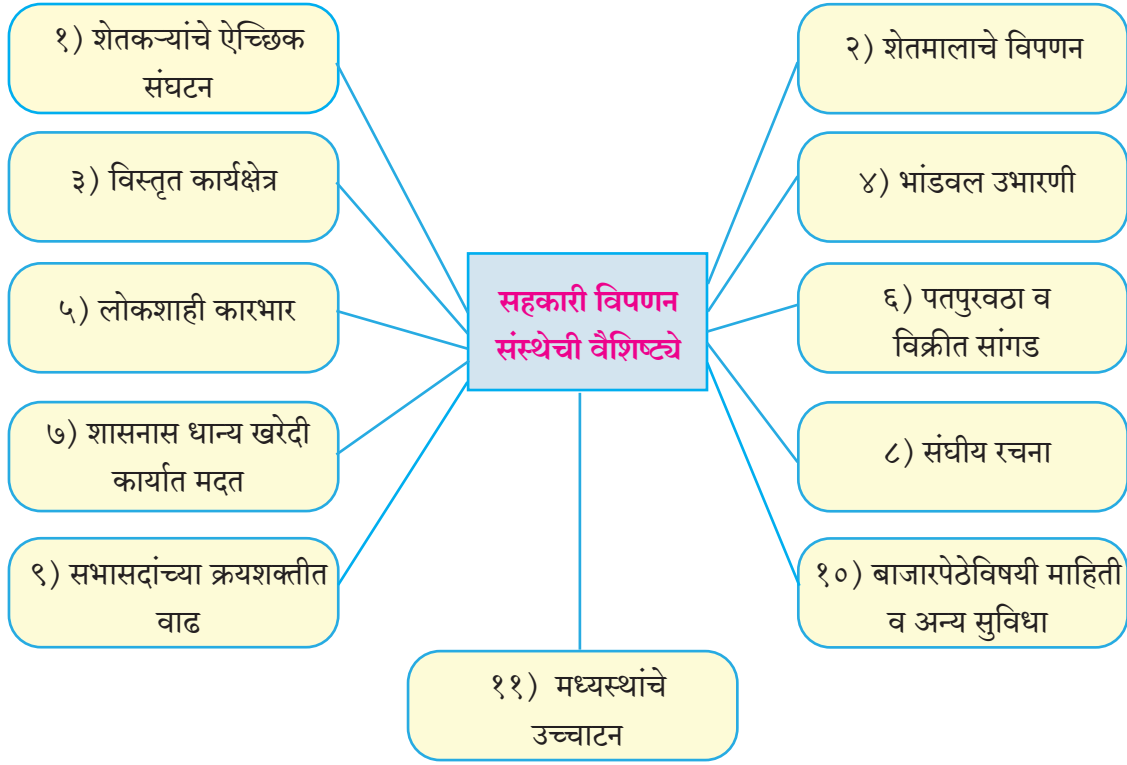 १) शेतकऱ्यांचे ऐच्छिक
संघटन
२) शेतमालाचे विपणन
३) विस्तृत कार्यक्षेत्र
४) भांडवल उभारणी
सहकारी विपणन
संस्थेची वैशिष्ट्ये
५) लोकशाही कारभार
६) पतपुरवठा व
विक्रीत सांगड
७) शासनास धान्य खरेदी
कार्यात मदत
८) संघीय रचना
९) सभासदांच्या क्रयशक्तीत
वाढ
१०) बाजारपेठेविषयी माहिती
व अन्य सुविधा
११) मध्यस्थांचे
उच्चाटन